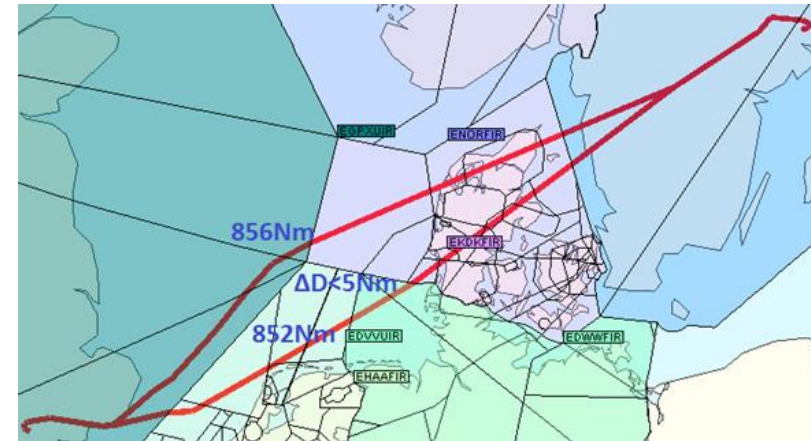 EGPXUIR
ENORFIR
856Nm
EKDKFIR
ΔD<5Nm
852Nm
EDVVUIR
EDWWFIR
EHAAFIR